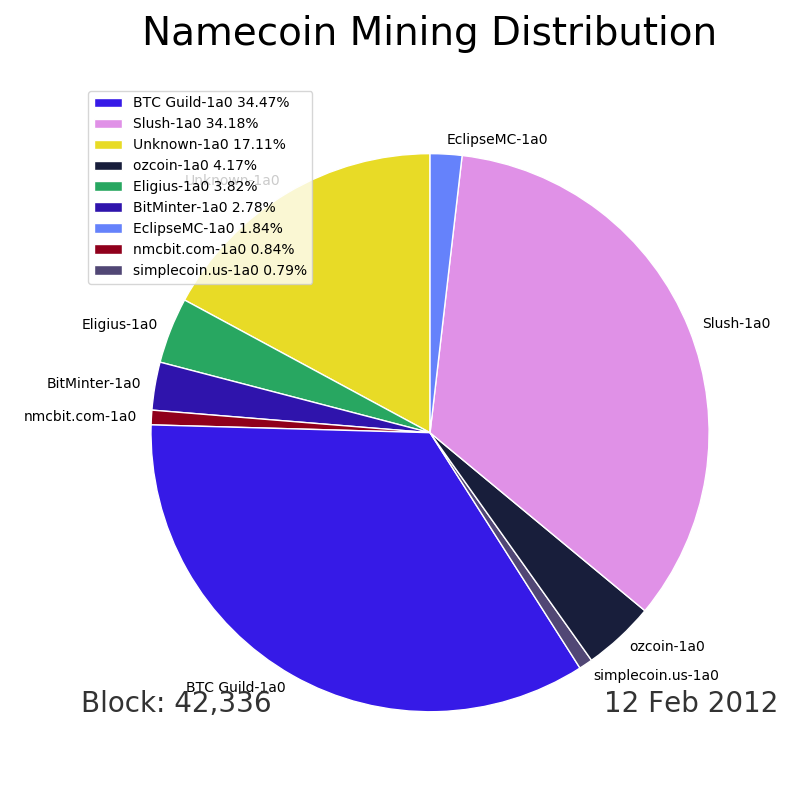 Namecoin Mining Distribution
BTC Guild-1a0 34.47%
Slush-1a0 34.18%
Unknown-1a0 17.11%
ozcoin-1a0 4.17%
Eligius-1a0 3.82%
BitMinter-1a0 2.78%
EclipseMC-1a0 1.84%
nmcbit.com-1a0 0.84%
simplecoin.us-1a0 0.79%
EclipseMC-1a0
Unknown-1a0
Slush-1a0
Eligius-1a0
BitMinter-1a0
nmcbit.com-1a0
ozcoin-1a0
simplecoin.us-1a0
BTC Guild-1a0
Block: 42,336
12 Feb 2012